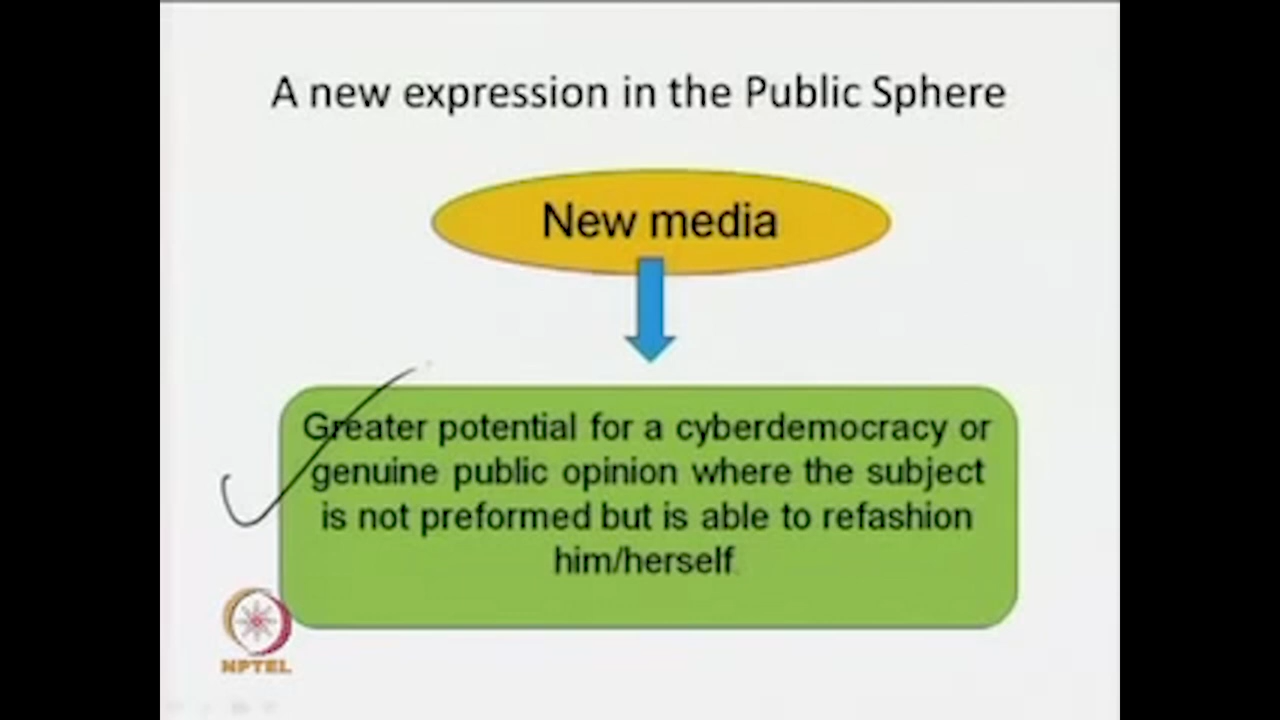 A new expression in the Public Sphere
New media
Greater potential for a cyberdemocracy or
genuine public opinion where the subject
is not preformed but is able to refashion
him/herself.
NPTEL